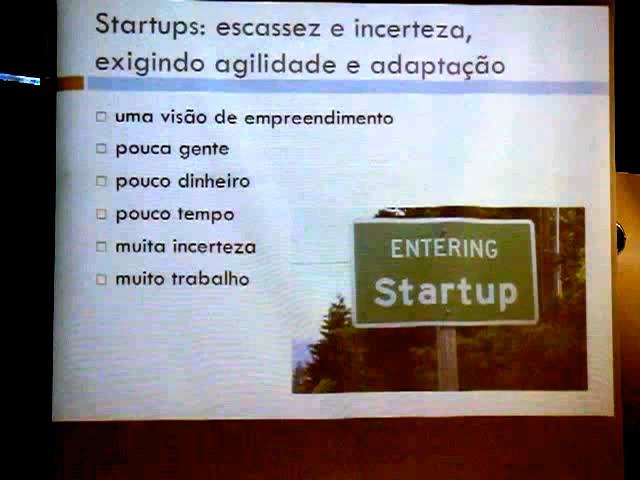 Startups: escassez e incerteza,
exigindo agilidade e adaptação
uma visão de empreendimento
pouca gente
pouco dinheiro
pouco tempo
muita incerteza
muito trabalho
ENTERING
Startup